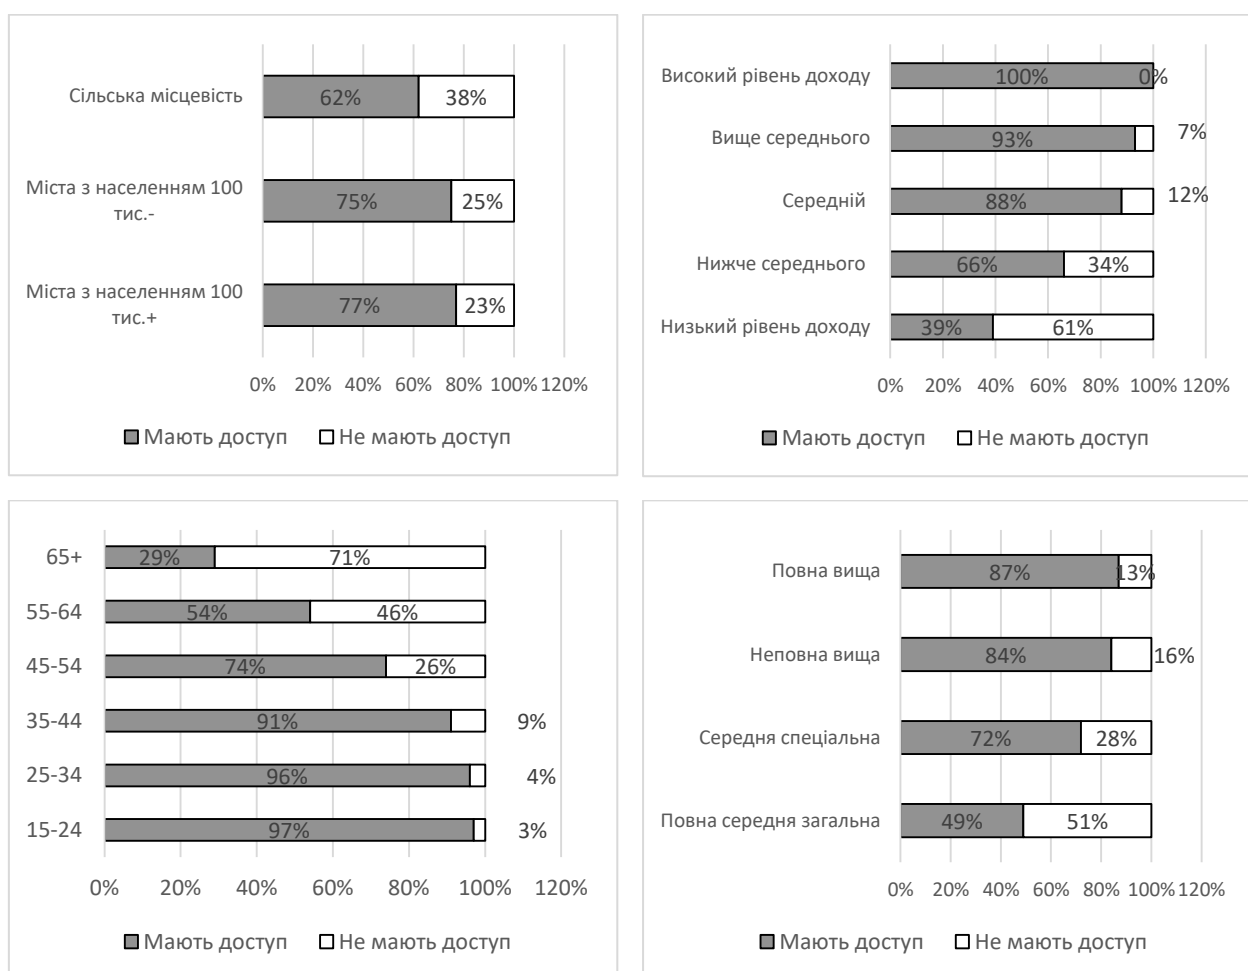 Сільська місцевість
62%
38%
Міста з населенням 100
тис.-
75%
25%
Міста з населенням 100
тис.+
77%
23%
0% 20% 40% 60% 80% 100% 120%
Мають доступ Не мають доступ
Високий рівень доходу
100%
0%
Вище середнього
93%
7%
Середній
88%
12%
Нижче середнього
66%
34%
Низький рівень доходу
39%
61%
0% 20% 40% 60% 80% 100% 120%
Мають доступ Не мають доступ
65+
29%
71%
55-64
54%
46%
45-54
74%
26%
35-44
91%
9%
25-34
96%
4%
15-24
97%
3%
0% 20% 40% 60% 80% 100% 120%
Мають доступ Не мають доступ
Повна вища
87%
13%
Неповна вища
84%
16%
Середня спеціальна
72%
28%
Повна середня загальна
49%
51%
0% 20% 40% 60% 80% 100% 120%
Мають доступ Не мають доступ